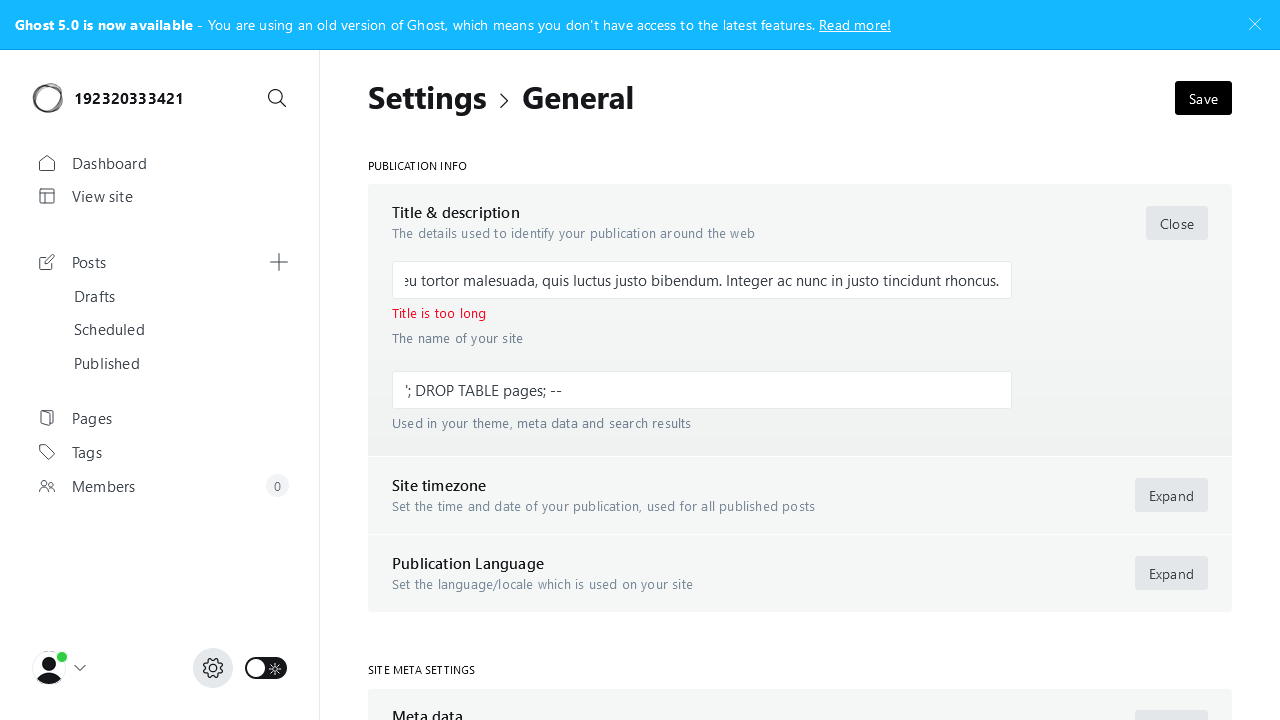 Ghost 5.0 is now available - You are using an old version of Ghost, which means you don't have access to the latest features. Read more!
192320333421
Dashboard
View site
Posts
Drafts
Scheduled
Published
Pages
Tags
Members
0
Settings
General
Save
PUBLICATION INFO
Title & description
The details used to identify your publication around the web
Close
eu tortor malesuada, quis luctus justo bibendum. Integer ac nunc in justo tincidunt rhoncus.
Title is too long
The name of your site
'; DROP TABLE pages; --
Used in your theme, meta data and search results
Site timezone
Set the time and date of your publication, used for all published posts
Expand
Publication Language
Set the language/locale which is used on your site
Expand
SITE META SETTINGS
Meta data